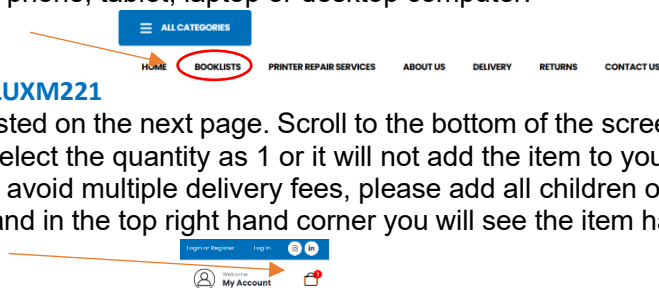 phone, tablet, laptop or desktop computer.
ALL CATEGORIES
HOME BOOKLISTS PRINTER REPAIR SERVICES ABOUT US DELIVERY RETURNS CONTACT US
LUXM221
sted on the next page. Scroll to the bottom of the scree
elect the quantity as 1 or it will not add the item to you
avoid multiple delivery fees, please add all children o
and in the top right hand corner you will see the item ha
Login or Register Log in in
Welcome
My Account